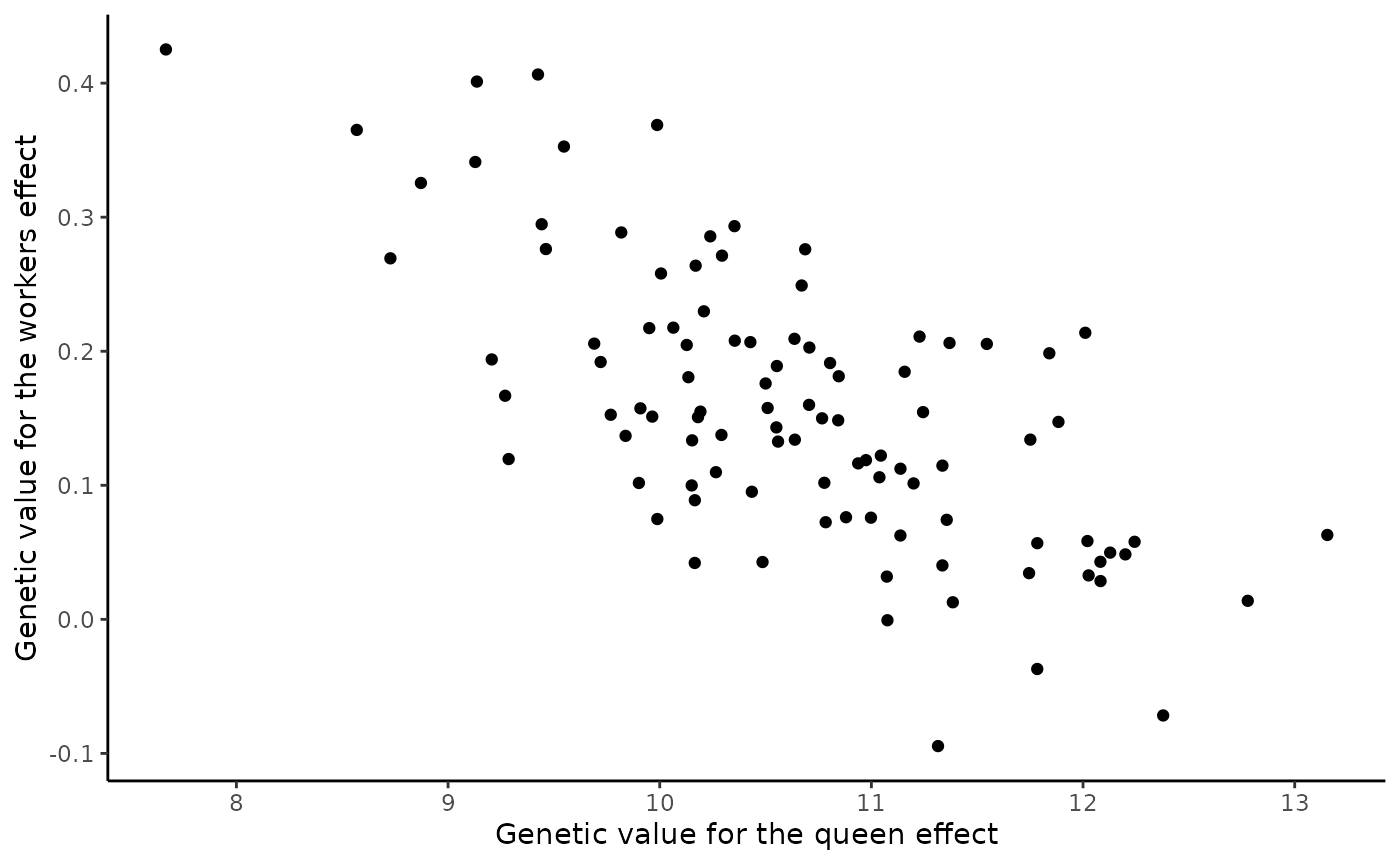 Genetic value for the workers effect
0.4
0.3
0.2
0.1
0.0
-0.1
8 9 10 11 12 13
Genetic value for the queen effect